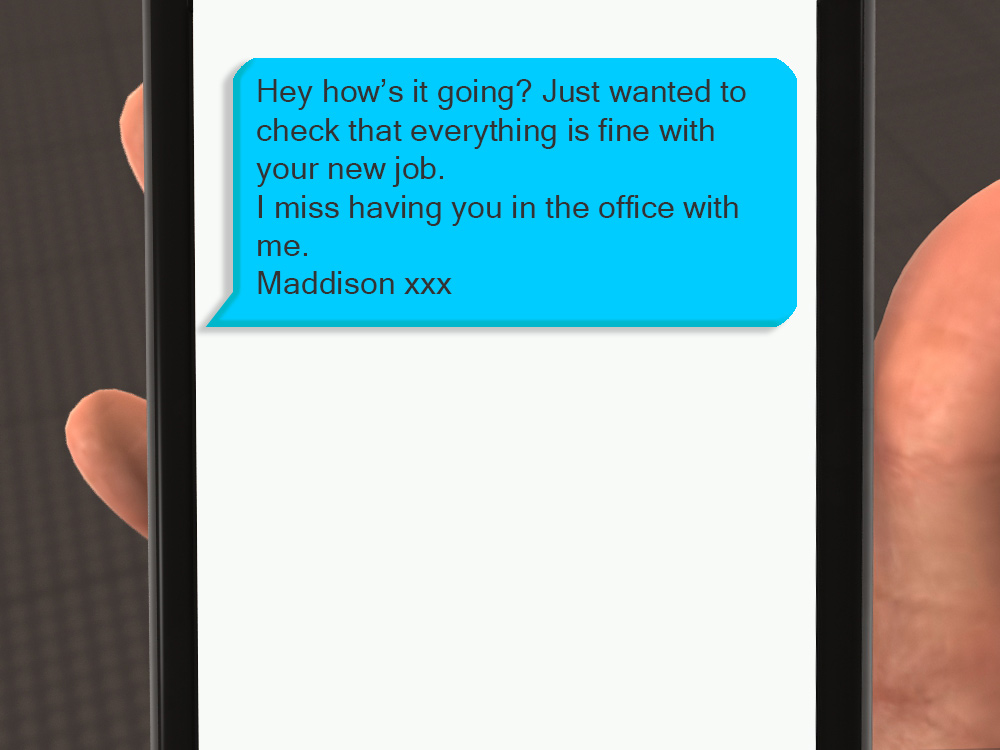 Hey how’s it going? Just wanted to
check that everything is fine with
your new job.
I miss having you in the office with
me.
Maddison xxx